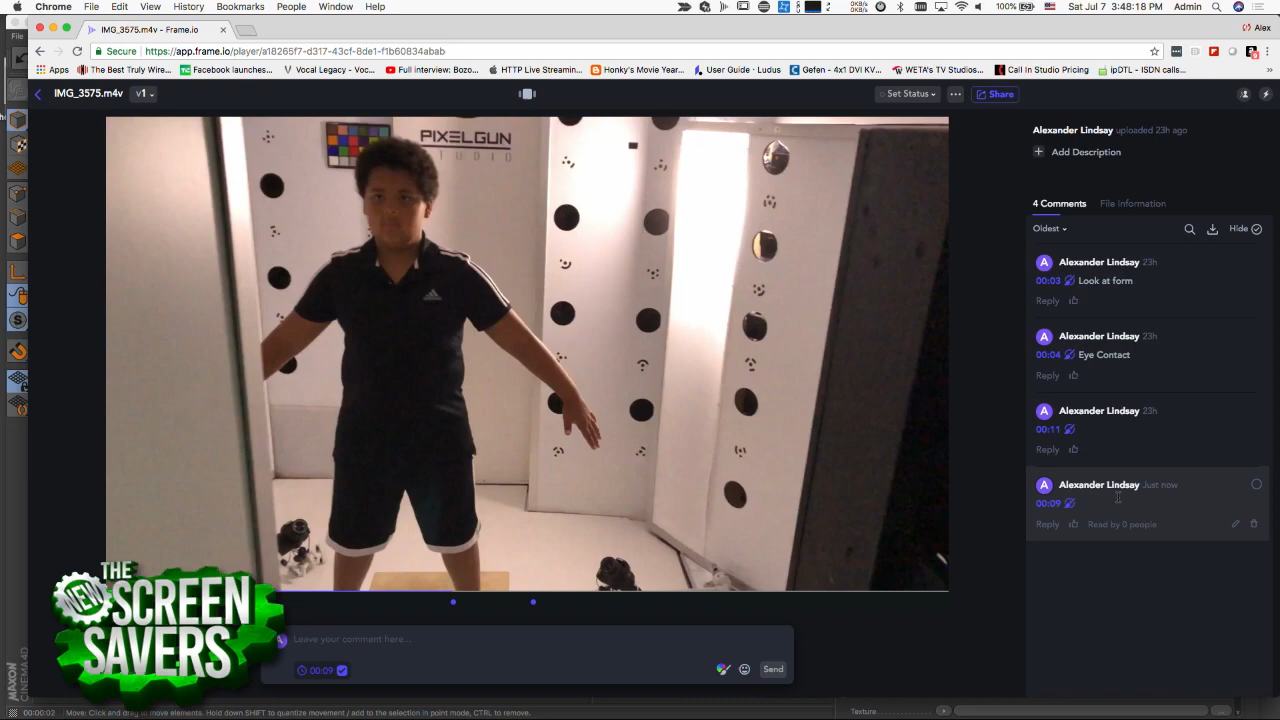 Chrome File Edit View History Bookmarks People Window Help
0KB/s
0KB/s
100%
Sat Jul 7 3:48:18 PM Admin
File
IMG_3575.m4v - Frame.io
Alex
Secure https://app.frame.io/player/a18265f7-d317-43cf-8de1-f1b60834abab
Apps The Best Truly Wire... Facebook launches... Vocal Legacy - Voc... Full interview: Bozo... HTTP Live Streamin... Honky's Movie Year... User Guide · Ludus Gefen - 4x1 DVI KV... WETA's TV Studios... Call In Studio Pricing ipDTL - ISDN calls...
IMG_3575.m4v v1
Set Status
Share
Alexander Lindsay uploaded 23h ago
Add Description
4 Comments File Information
Oldest
Hide
Alexander Lindsay 23h
00:03 Look at form
Reply
Alexander Lindsay 23h
00:04 Eye Contact
Reply
Alexander Lindsay 23h
00:11
Reply
Alexander Lindsay Just now
00:09
Reply Read by 0 people
PIXELGUN
STUDIO
adidas
THE
NEW
SCREEN
SAVERS
Leave your comment here...
00:09
Send
MAXON
CINEMA 4D
00:00:02 Move: Click and drag to move elements. Hold down SHIFT to quantize movement / add to the selection in point mode, CTRL to remove.
Texture